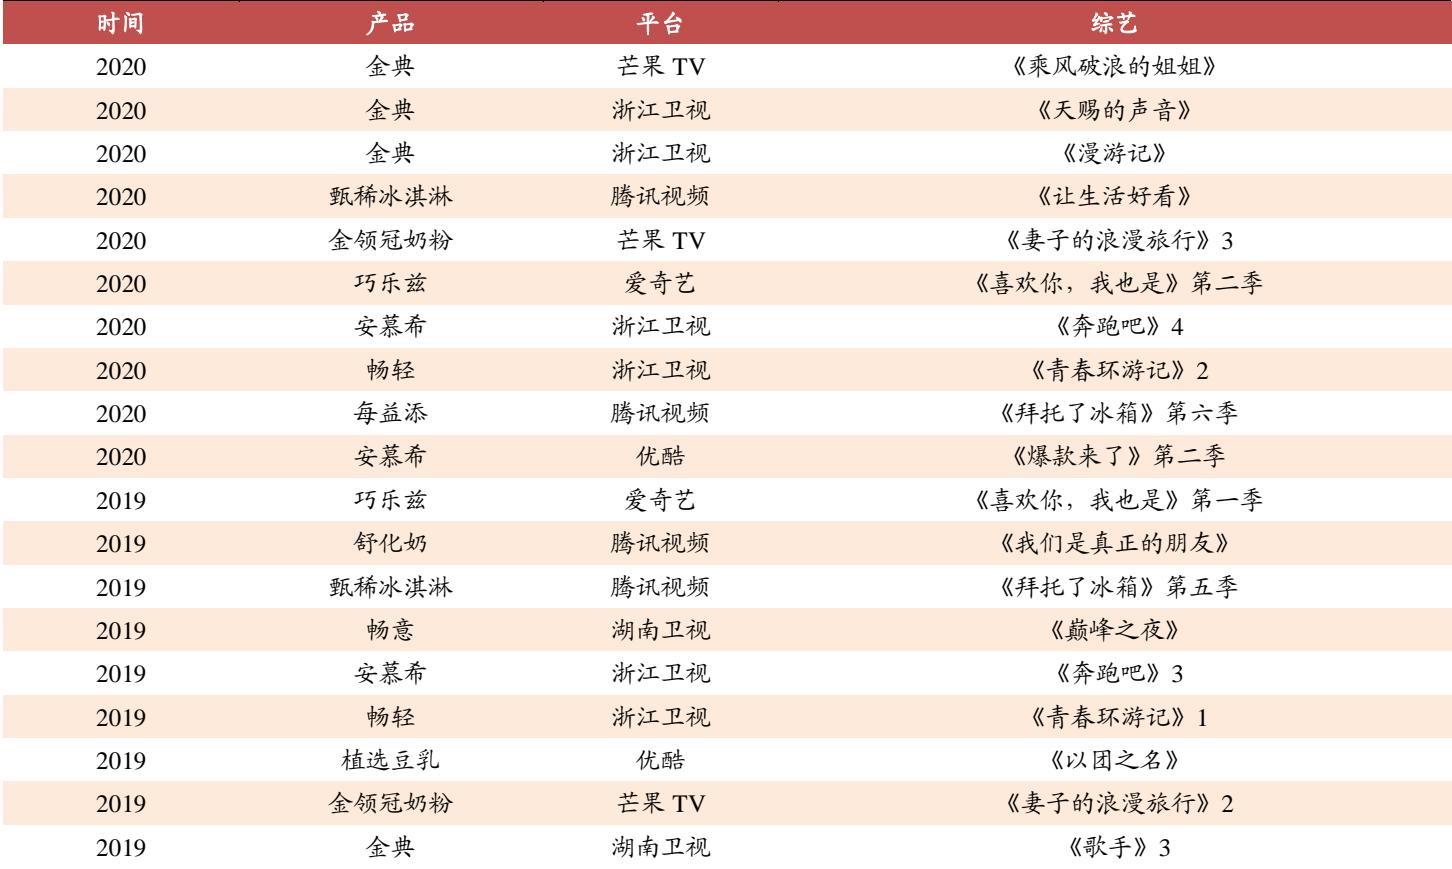 时间 产品 平台 综艺
2020 金典 芒果 TV 《乘风破浪的姐姐》
2020 金典 浙江卫视 《天赐的声音》
2020 金典 浙江卫视 《漫游记》
2020 甄稀冰淇淋 腾讯视频 《让生活好看》
2020 金领冠奶粉 芒果 TV 《妻子的浪漫旅行》3
2020 巧乐兹 爱奇艺 《喜欢你，我也是》第二季
2020 安慕希 浙江卫视 《奔跑吧》4
2020 畅轻 浙江卫视 《青春环游记》2
2020 每益添 腾讯视频 《拜托了冰箱》第六季
2020 安慕希 优酷 《爆款来了》第二季
2019 巧乐兹 爱奇艺 《喜欢你，我也是》第一季
2019 舒化奶 腾讯视频 《我们是真正的朋友》
2019 甄稀冰淇淋 腾讯视频 《拜托了冰箱》第五季
2019 畅意 湖南卫视 《巅峰之夜》
2019 安慕希 浙江卫视 《奔跑吧》3
2019 畅轻 浙江卫视 《青春环游记》1
2019 植选豆乳 优酷 《以团之名》
2019 金领冠奶粉 芒果 TV 《妻子的浪漫旅行》2
2019 金典 湖南卫视 《歌手》3